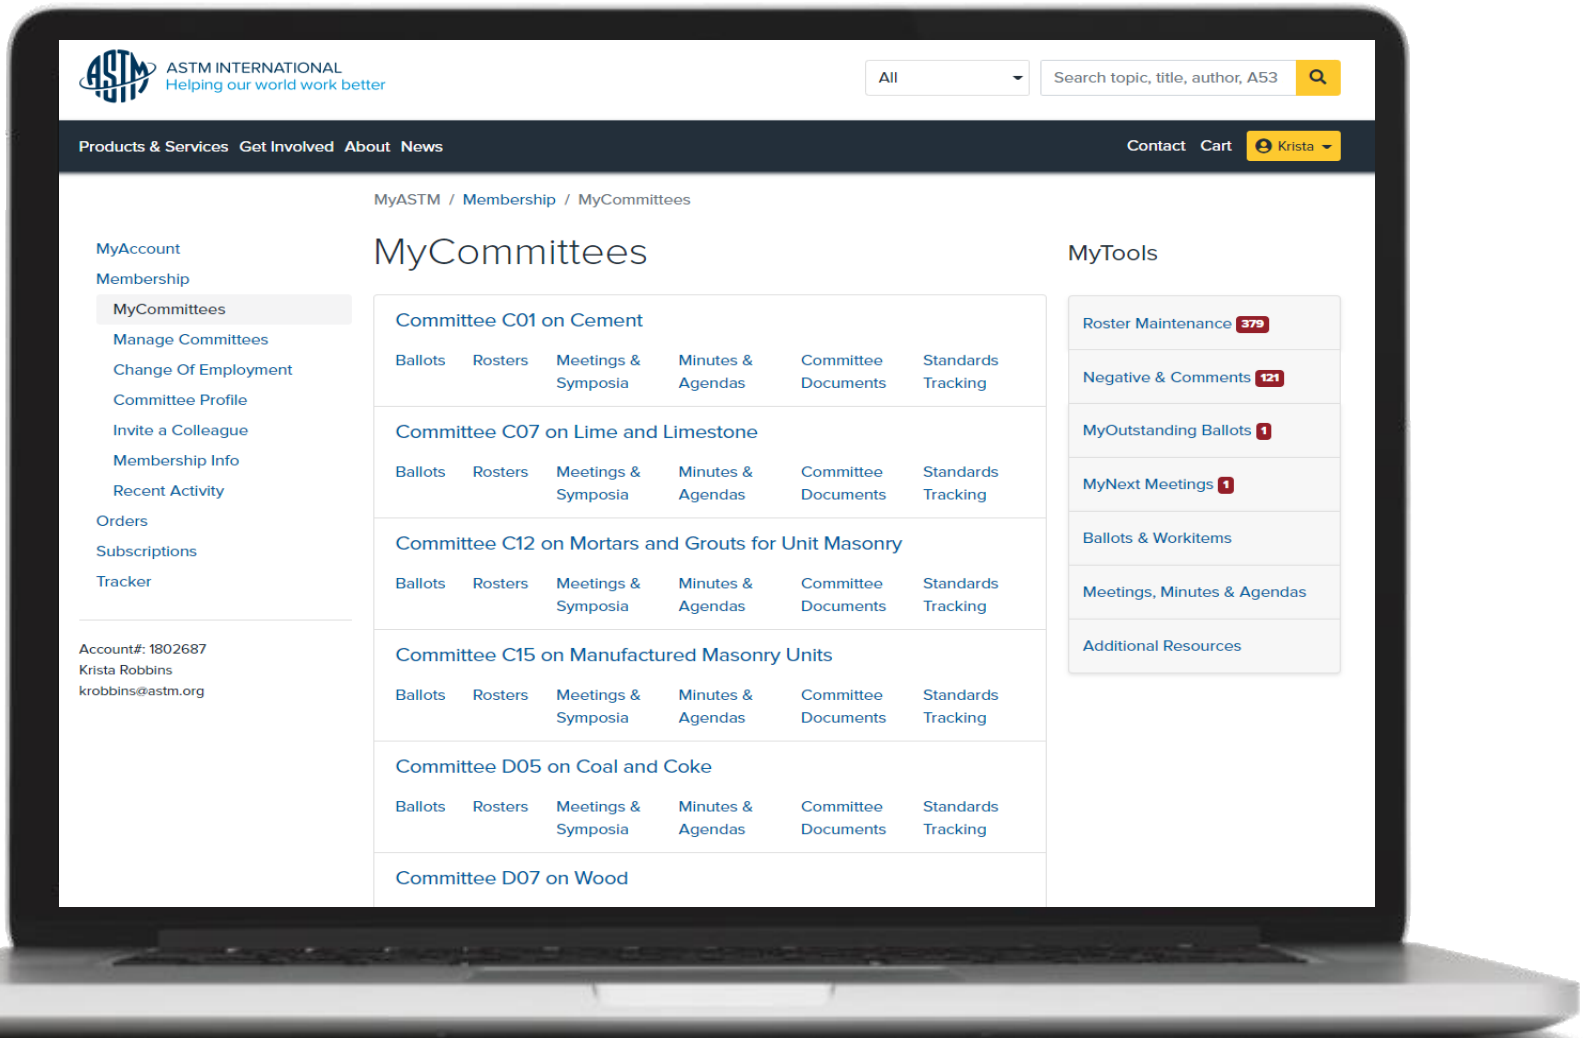 ASTM
ASTM INTERNATIONAL
Helping our world work better
All
Search topic, title, author, A53
Products & Services Get Involved About News
Contact Cart Krista
MyASTM / Membership / MyCommittees
MyAccount
Membership
MyCommittees
Manage Committees
Change Of Employment
Committee Profile
Invite a Colleague
Membership Info
Recent Activity
Orders
Subscriptions
Tracker
Account#: 1802687
Krista Robbins
krobbins@astm.org
MyCommittees
Committee C01 on Cement
Ballots Rosters Meetings & Minutes & Committee Standards
Symposia Agendas Documents Tracking
Committee C07 on Lime and Limestone
Ballots Rosters Meetings & Minutes & Committee Standards
Symposia Agendas Documents Tracking
Committee C12 on Mortars and Grouts for Unit Masonry
Ballots Rosters Meetings & Minutes & Committee Standards
Symposia Agendas Documents Tracking
Committee C15 on Manufactured Masonry Units
Ballots Rosters Meetings & Minutes & Committee Standards
Symposia Agendas Documents Tracking
Committee D05 on Coal and Coke
Ballots Rosters Meetings & Minutes & Committee Standards
Symposia Agendas Documents Tracking
Committee D07 on Wood
MyTools
Roster Maintenance 379
Negative & Comments 121
MyOutstanding Ballots 1
MyNext Meetings 1
Ballots & Workitems
Meetings, Minutes & Agendas
Additional Resources